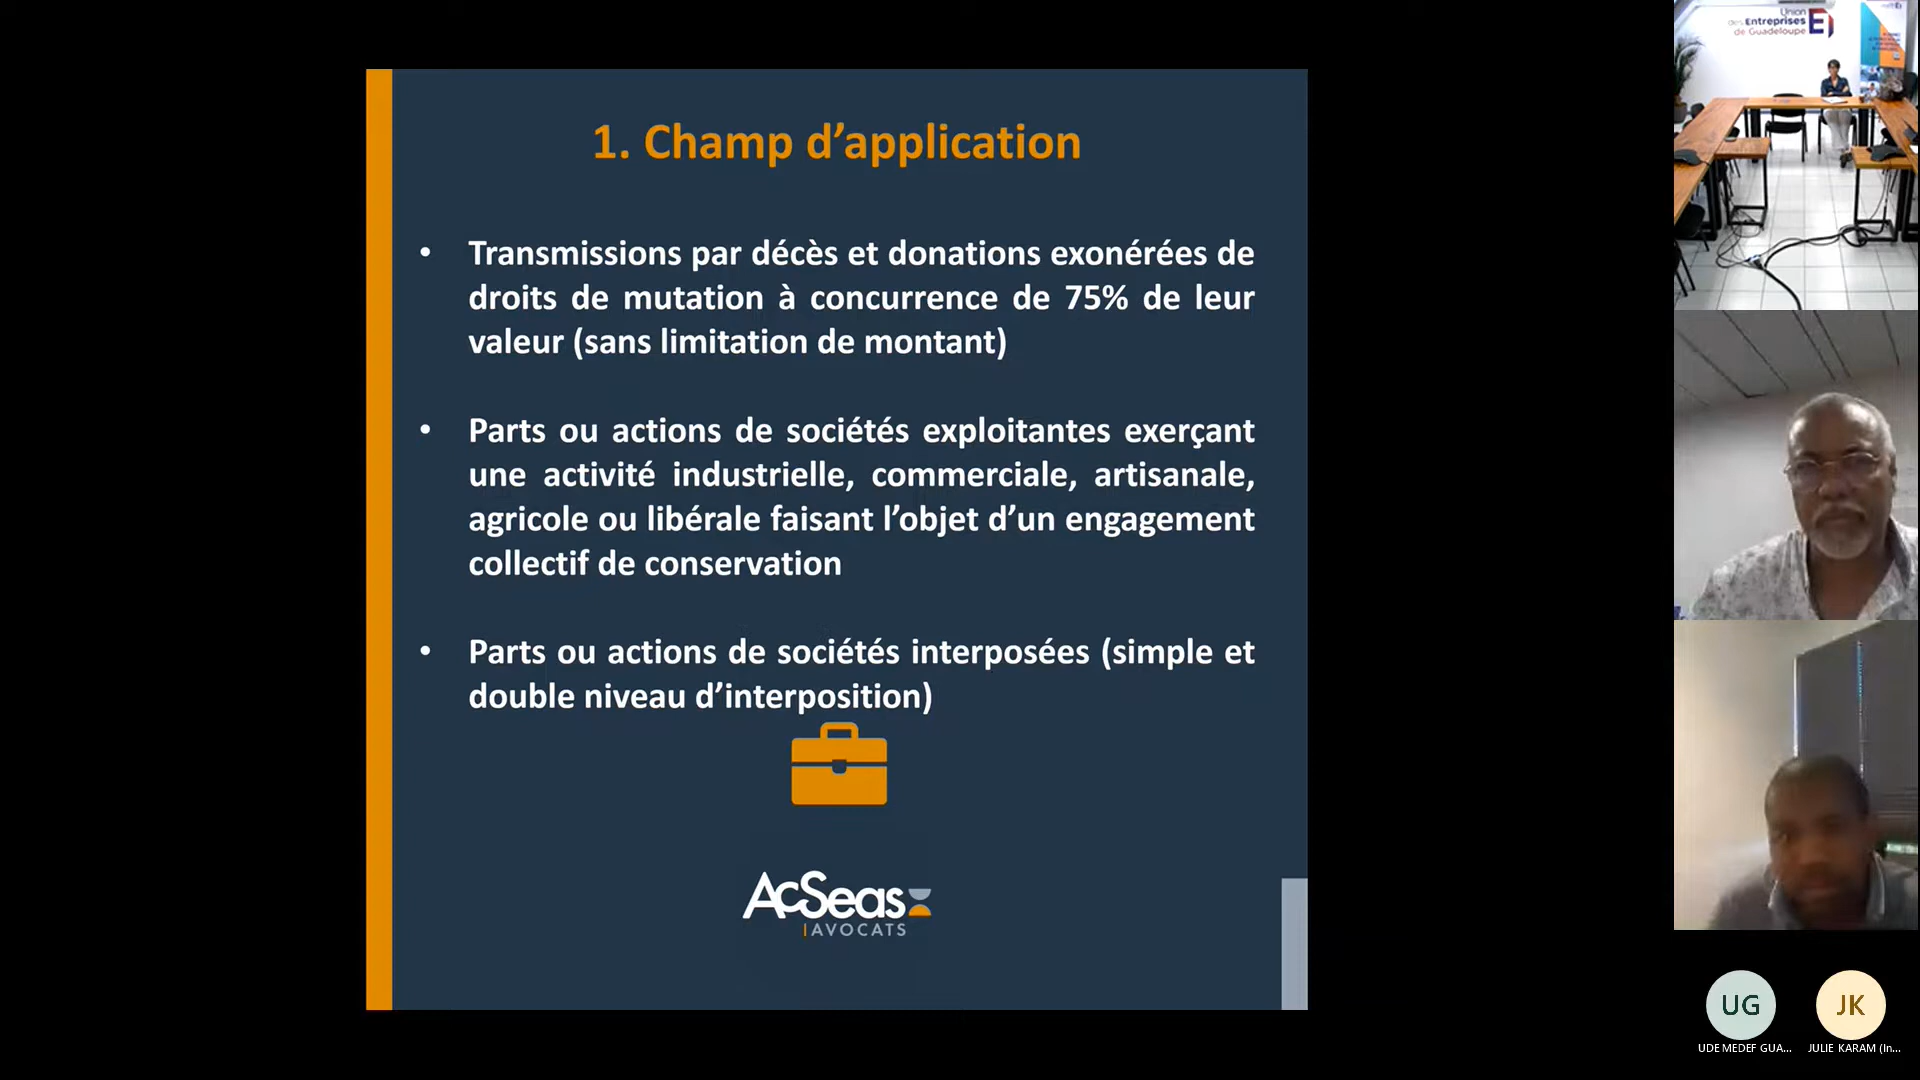 1. Champ d’application
• Transmissions par décès et donations exonérées de
droits de mutation à concurrence de 75% de leur
valeur (sans limitation de montant)
• Parts ou actions de sociétés exploitantes exerçant
une activité industrielle, commerciale, artisanale,
agricole ou libérale faisant l’objet d’un engagement
collectif de conservation
• Parts ou actions de sociétés interposées (simple et
double niveau d’interposition)
AcSeas
AVOCATS
Union
des Entreprises
de Guadeloupe
UG
UDE MEDEF GUA...
JK
JULIE KARAM (In...